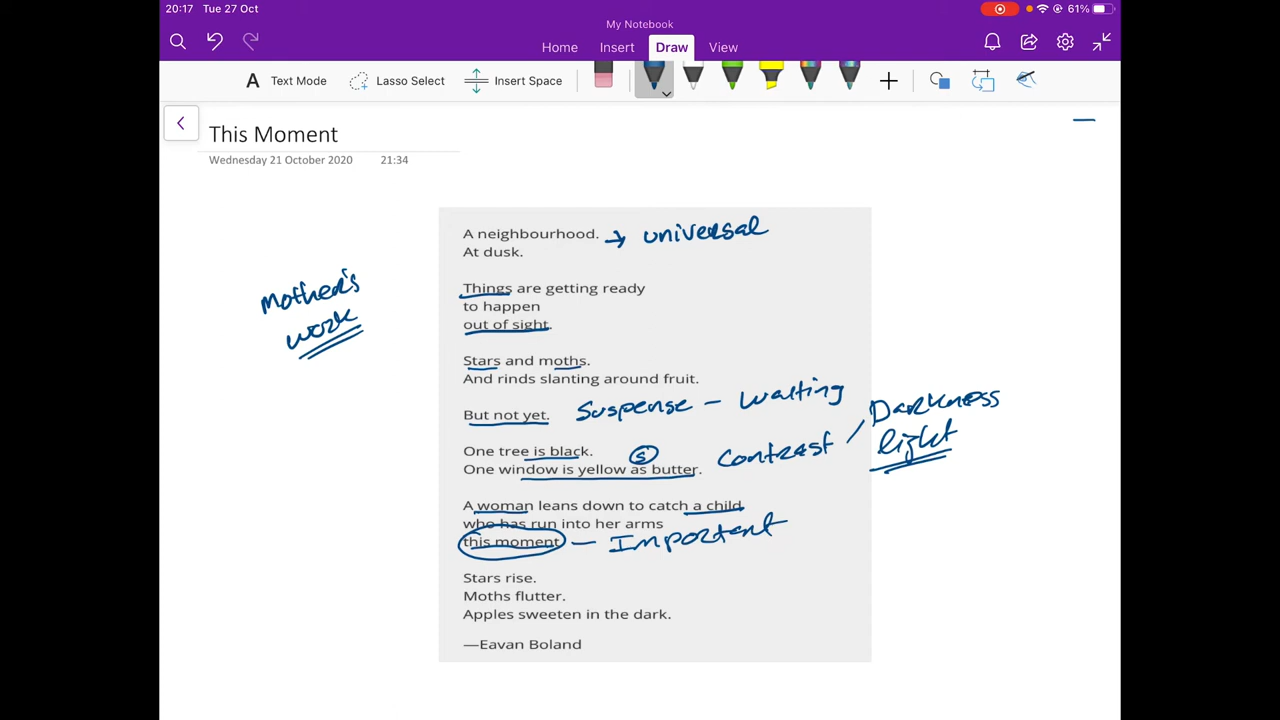 20:17 Tue 27 Oct
61%
My Notebook
Home Insert Draw View
A Text Mode Lasso Select Insert Space
This Moment
Wednesday 21 October 2020 21:34
A neighbourhood. → universal
At dusk.
Things are getting ready
to happen
out of sight.
mother's
work
Stars and moths.
And rinds slanting around fruit.
But not yet. Suspense - Waiting
One tree is black. (S) Contrast / Darkness
One window is yellow as butter. light
A woman leans down to catch a child
who has run into her arms
this moment - Important
Stars rise.
Moths flutter.
Apples sweeten in the dark.
—Eavan Boland